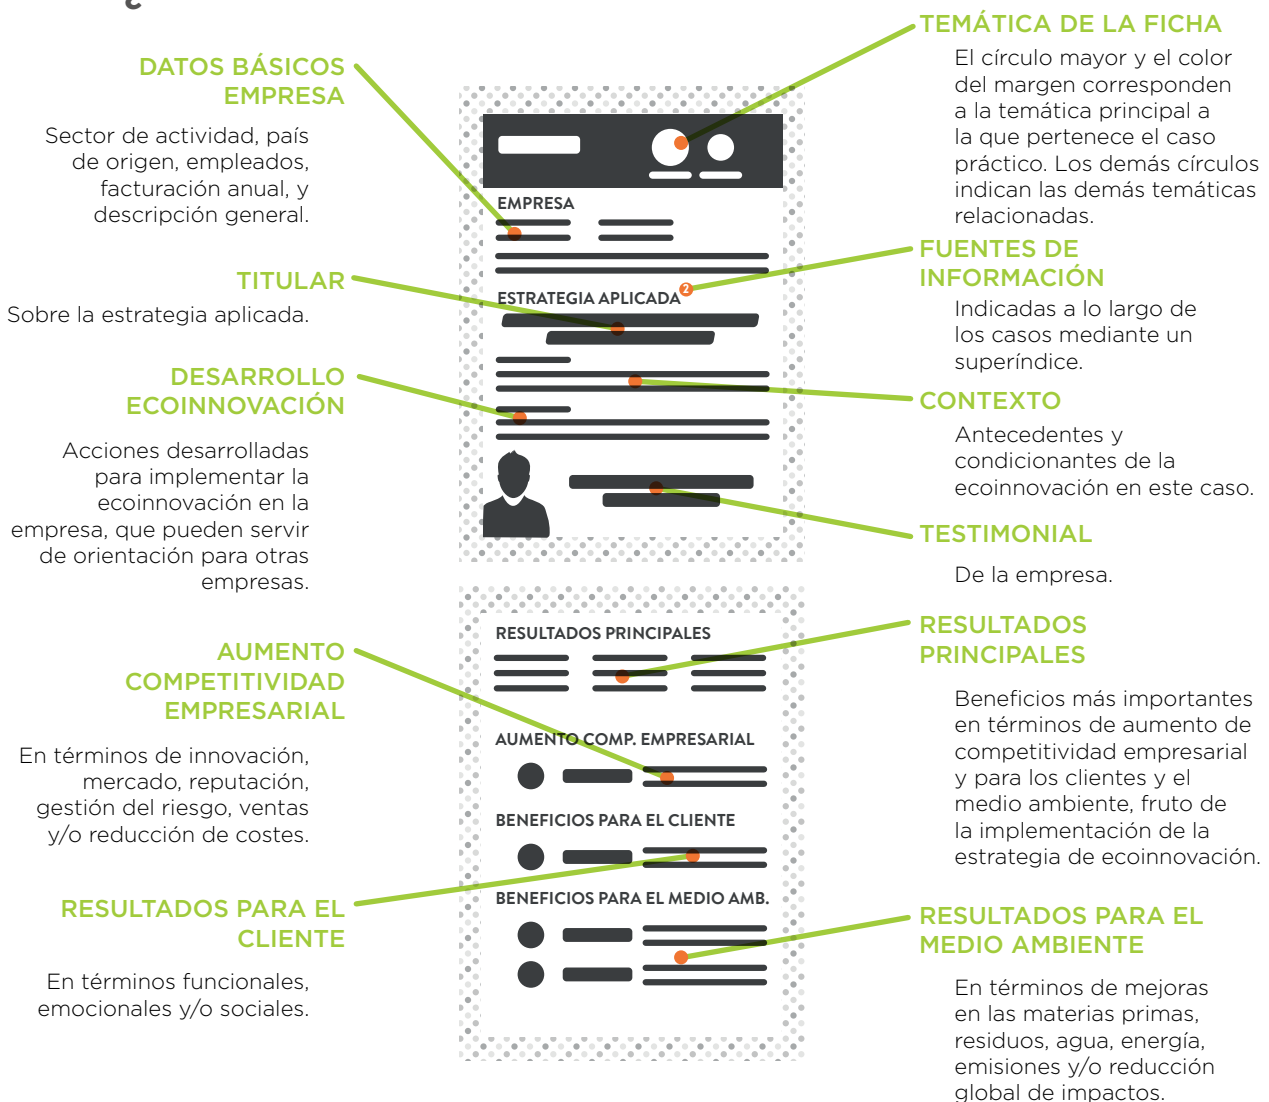 ¿
DATOS BÁSICOS
EMPRESA
Sector de actividad, país
de origen, empleados,
facturación anual, y
descripción general.
TITULAR
Sobre la estrategia aplicada.
DESARROLLO
ECOINNOVACIÓN
Acciones desarrolladas
para implementar la
ecoinnovación en la
empresa, que pueden servir
de orientación para otras
empresas.
AUMENTO
COMPETITIVIDAD
EMPRESARIAL
En términos de innovación,
mercado, reputación,
gestión del riesgo, ventas
y/o reducción de costes.
RESULTADOS PARA EL
CLIENTE
En términos funcionales,
emocionales y/o sociales.
EMPRESA
ESTRATEGIA APLICADA 2
RESULTADOS PRINCIPALES
AUMENTO COMP. EMPRESARIAL
BENEFICIOS PARA EL CLIENTE
BENEFICIOS PARA EL MEDIO AMB.
TEMÁTICA DE LA FICHA
El círculo mayor y el color
del margen corresponden
a la temática principal a
la que pertenece el caso
práctico. Los demás círculos
indican las demás temáticas
relacionadas.
FUENTES DE
INFORMACIÓN
Indicadas a lo largo de
los casos mediante un
superíndice.
CONTEXTO
Antecedentes y
condicionantes de la
ecoinnovación en este caso.
TESTIMONIAL
De la empresa.
RESULTADOS
PRINCIPALES
Beneficios más importantes
en términos de aumento de
competitividad empresarial
y para los clientes y el
medio ambiente, fruto de
la implementación de la
estrategia de ecoinnovación.
RESULTADOS PARA EL
MEDIO AMBIENTE
En términos de mejoras
en las materias primas,
residuos, agua, energía,
emisiones y/o reducción
global de impactos.